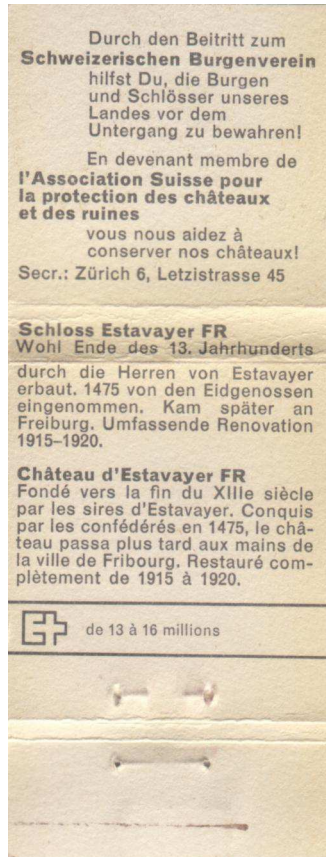 Durch den Beitritt zum
Schweizerischen Burgenverein
hilfst Du, die Burgen
und Schlösser unseres
Landes vor dem
Untergang zu bewahren!
En devenant membre de
l'Association Suisse pour
la protection des châteaux
et des ruines
vous nous aidez à
conserver nos châteaux!
Secr.: Zürich 6, Letzistrasse 45
Schloss Estavayer FR
Wohl Ende des 13. Jahrhunderts
durch die Herren von Estavayer
erbaut. 1475 von den Eidgenossen
eingenommen. Kam später an
Freiburg. Umfassende Renovation
1915–1920.
Château d'Estavayer FR
Fondé vers la fin du XIIIe siècle
par les sires d'Estavayer. Conquis
par les confédérés en 1475, le châ-
teau passa plus tard aux mains de
la ville de Fribourg. Restauré com-
plètement de 1915 à 1920.
de 13 à 16 millions